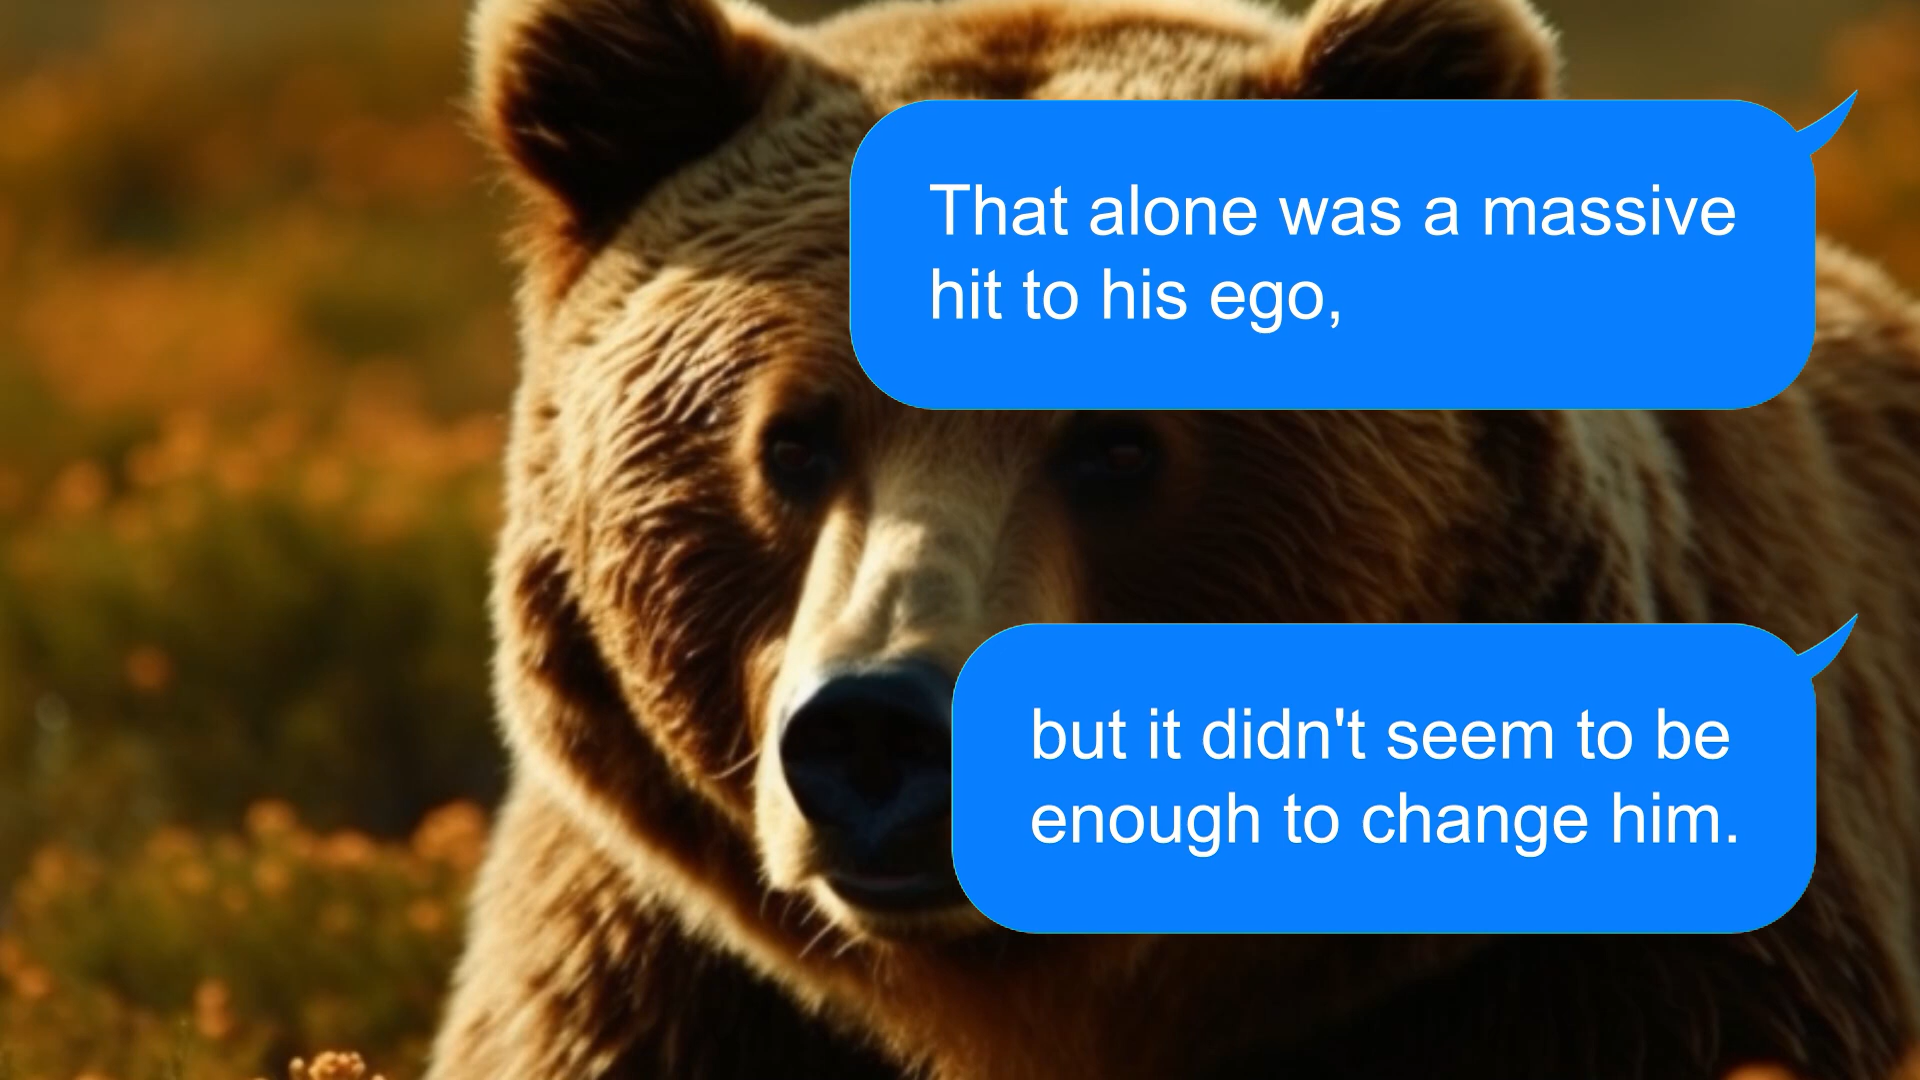 That alone was a massive
hit to his ego,
but it didn't seem to be
enough to change him.